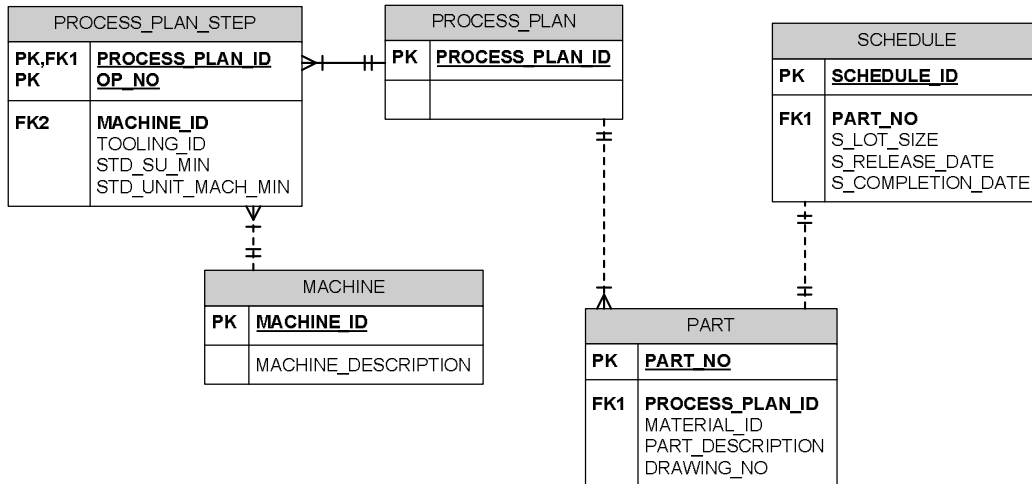 PROCESS_PLAN_STEP
PK,FK1 PROCESS_PLAN_ID
PK OP_NO
FK2 MACHINE_ID
TOOLING_ID
STD_SU_MIN
STD_UNIT_MACH_MIN
PROCESS_PLAN
PK PROCESS_PLAN_ID
SCHEDULE
PK SCHEDULE_ID
FK1 PART_NO
S_LOT_SIZE
S_RELEASE_DATE
S_COMPLETION_DATE
MACHINE
PK MACHINE_ID
MACHINE_DESCRIPTION
PART
PK PART_NO
FK1 PROCESS_PLAN_ID
MATERIAL_ID
PART_DESCRIPTION
DRAWING_NO